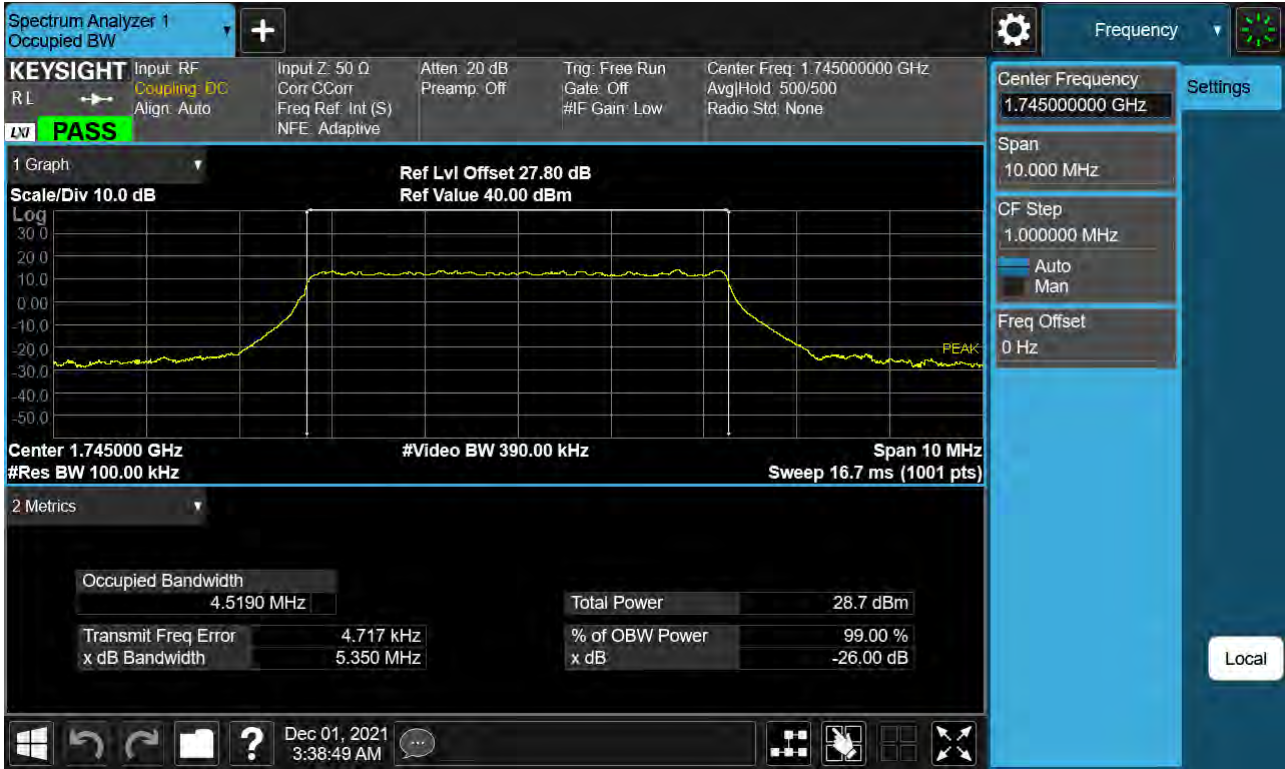 Spectrum Analyzer 1
Occupied BW
+
Frequency
KEYSIGHT
R L
LXI
PASS
Input: RF
Coupling: DC
Align: Auto
Input Z: 50 Ω
Corr CCorr
Freq Ref: Int (S)
NFE: Adaptive
Atten: 20 dB
Preamp: Off
Trig: Free Run
Gate: Off
#IF Gain: Low
Center Freq: 1.745000000 GHz
Avg|Hold: 500/500
Radio Std: None
Center Frequency
1.745000000 GHz
Settings
Span
10.000 MHz
CF Step
1.000000 MHz
Auto
Man
Freq Offset
0 Hz
Local
1 Graph
Scale/Div 10.0 dB
Ref Lvl Offset 27.80 dB
Ref Value 40.00 dBm
Log
30.0
20.0
10.0
0.00
-10.0
-20.0
-30.0
-40.0
-50.0
PEAK
Center 1.745000 GHz
#Video BW 390.00 kHz
Span 10 MHz
#Res BW 100.00 kHz
Sweep 16.7 ms (1001 pts)
2 Metrics
Occupied Bandwidth
4.5190 MHz
Total Power 28.7 dBm
Transmit Freq Error 4.717 kHz
% of OBW Power 99.00 %
x dB Bandwidth 5.350 MHz
x dB -26.00 dB
?
Dec 01, 2021
3:38:49 AM